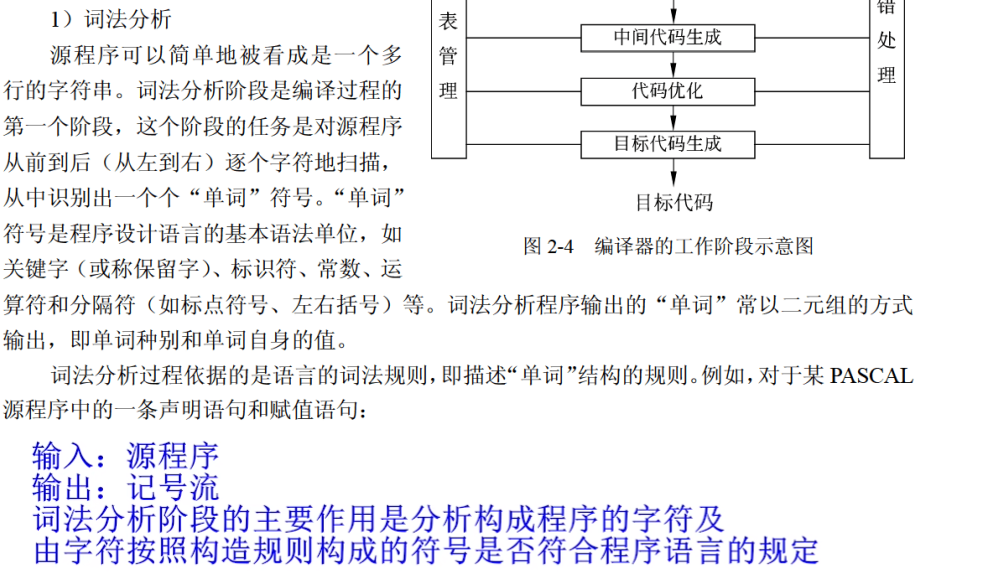 1）词法分析
源程序可以简单地被看成是一个多
行的字符串。词法分析阶段是编译过程的
第一个阶段，这个阶段的任务是对源程序
从前到后（从左到右）逐个字符地扫描，
从中识别出一个个“单词”符号。“单词”
符号是程序设计语言的基本语法单位，如
关键字（或称保留字）、标识符、常数、运
表管理
中间代码生成
代码优化
目标代码生成
错处理
目标代码
图 2-4 编译器的工作阶段示意图
算符和分隔符（如标点符号、左右括号）等。词法分析程序输出的“单词”常以二元组的方式
输出，即单词种别和单词自身的值。
词法分析过程依据的是语言的词法规则，即描述“单词”结构的规则。例如，对于某 PASCAL
源程序中的一条声明语句和赋值语句：
输入：源程序
输出：记号流
词法分析阶段的主要作用是分析构成程序的字符及
由字符按照构造规则构成的符号是否符合程序语言的规定